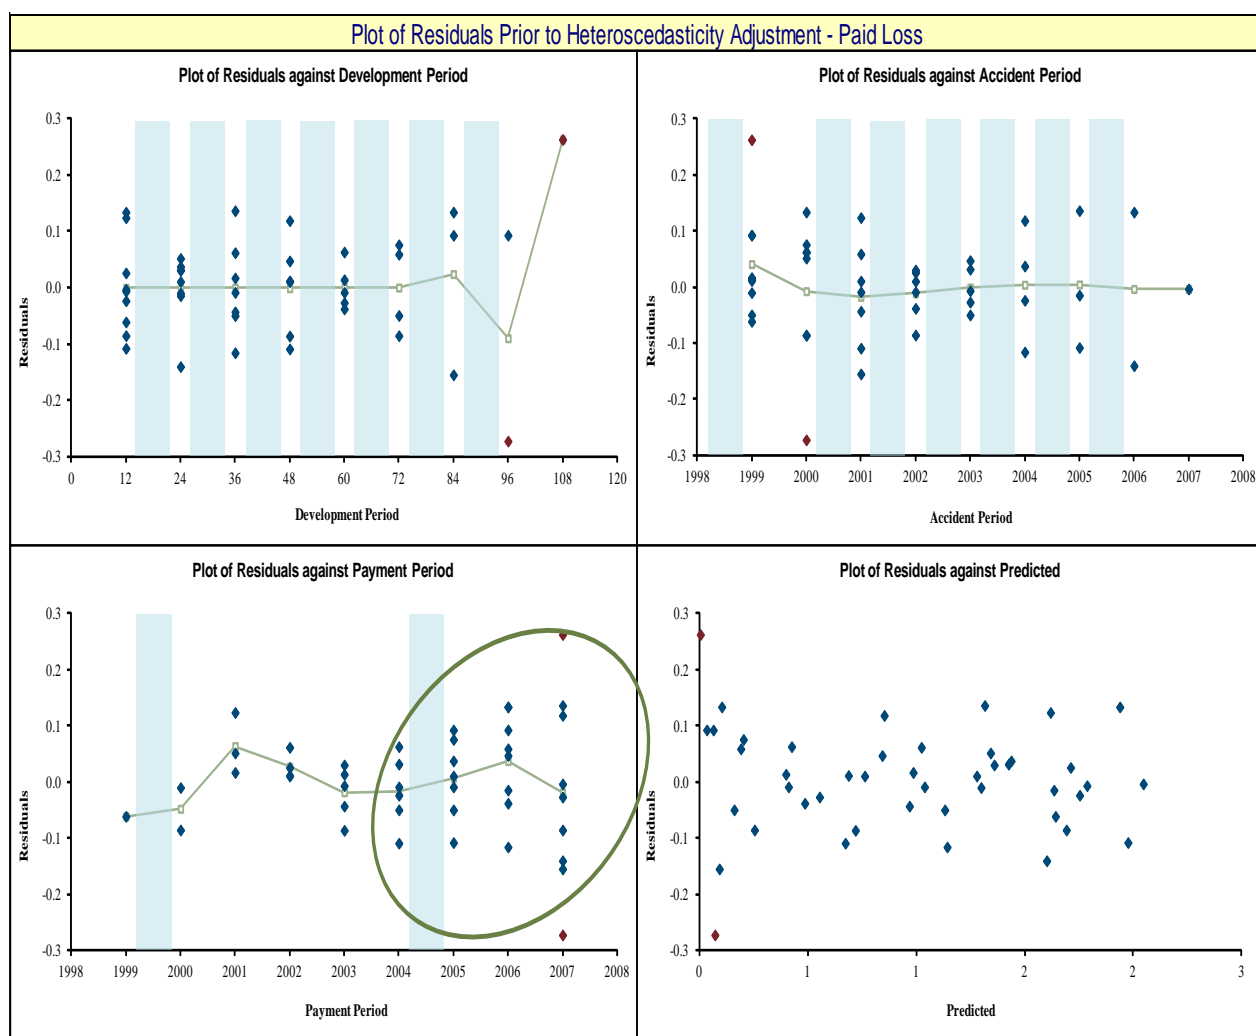 Plot of Residuals Prior to Heteroscedasticity Adjustment - Paid Loss
Plot of Residuals against Development Period
0.3
0.2
0.1
0.0
-0.1
-0.2
-0.3
Residuals
0 12 24 36 48 60 72 84 96 108 120
Development Period
Plot of Residuals against Accident Period
0.3
0.2
0.1
0.0
-0.1
-0.2
-0.3
Residuals
1998 1999 2000 2001 2002 2003 2004 2005 2006 2007 2008
Accident Period
Plot of Residuals against Payment Period
0.3
0.2
0.1
0.0
-0.1
-0.2
-0.3
Residuals
1998 1999 2000 2001 2002 2003 2004 2005 2006 2007 2008
Payment Period
Plot of Residuals against Predicted
0.3
0.2
0.1
0.0
-0.1
-0.2
-0.3
Residuals
0 1 1 2 2 3
Predicted